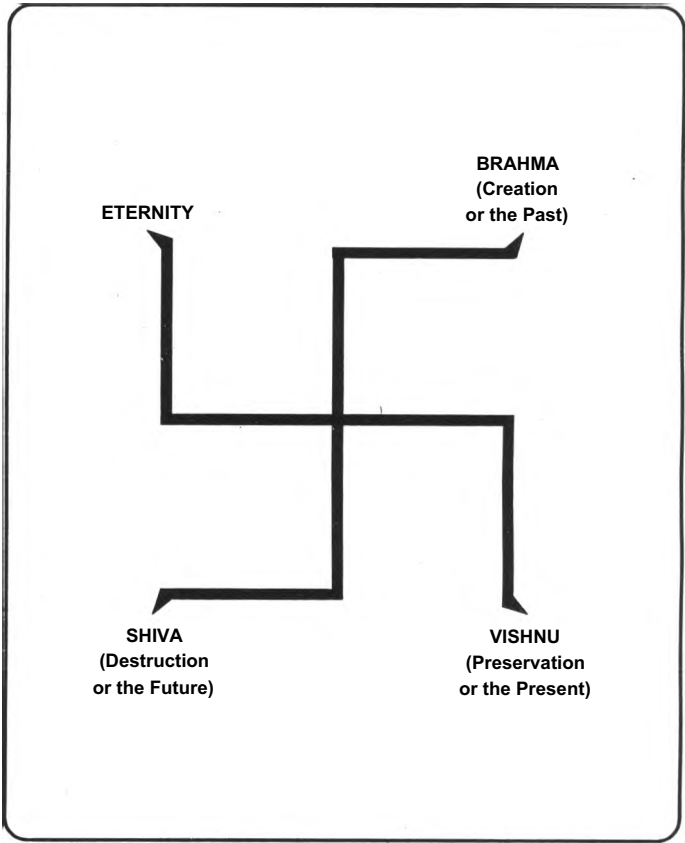 ETERNITY
BRAHMA
(Creation
or the Past)
SHIVA
(Destruction
or the Future)
VISHNU
(Preservation
or the Present)